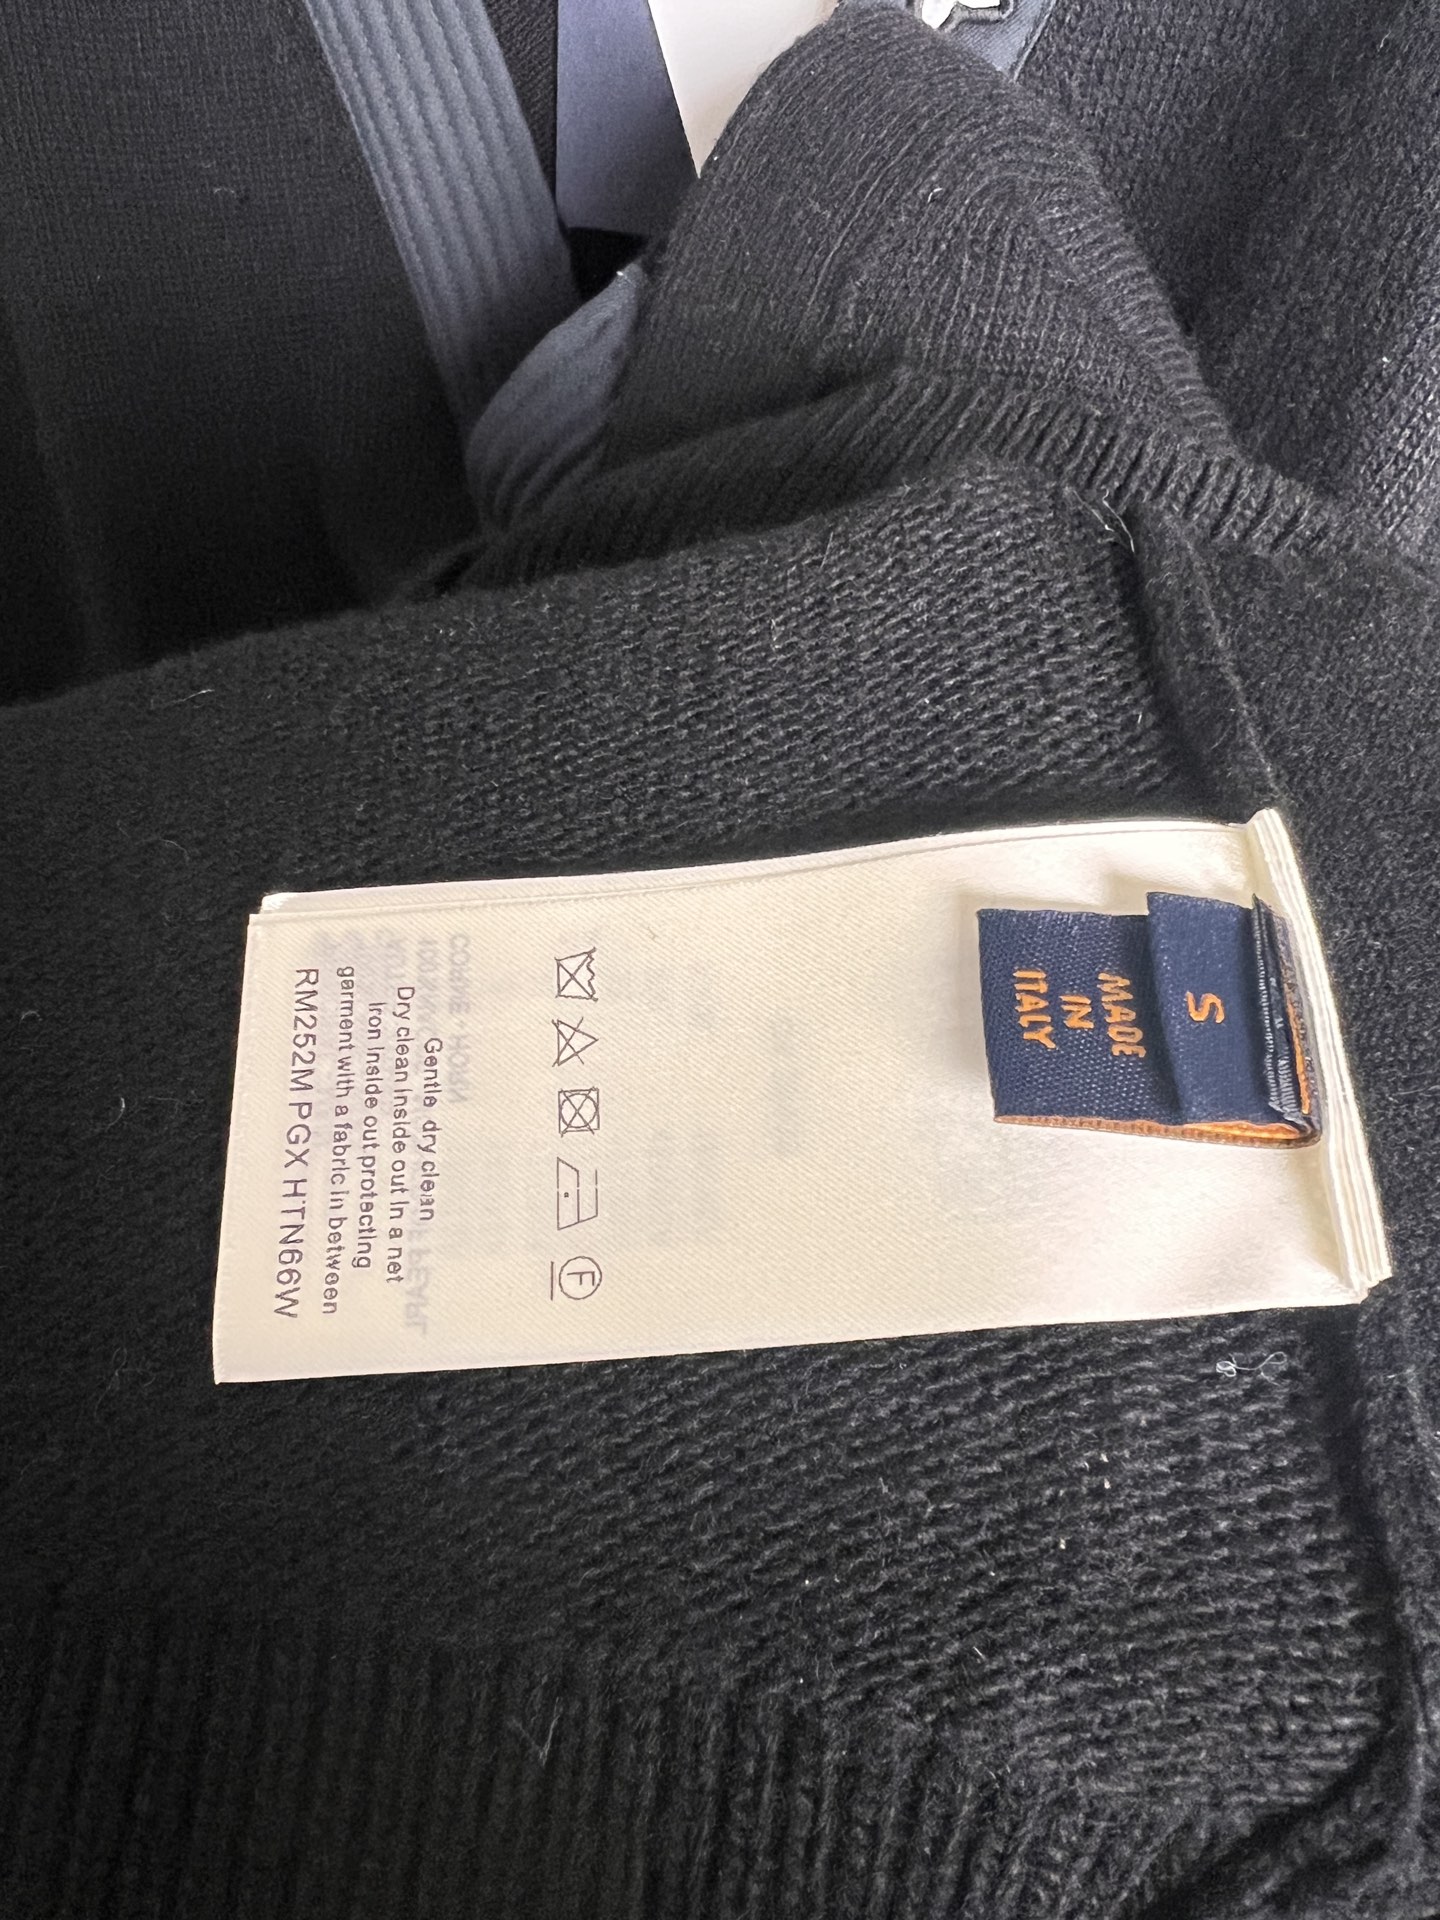 S
MADE
IN
ITALY
F
Gentle dry clean
Dry clean inside out in a net
Iron inside out protecting
garment with a fabric in between
RM252M PGX HTN66W